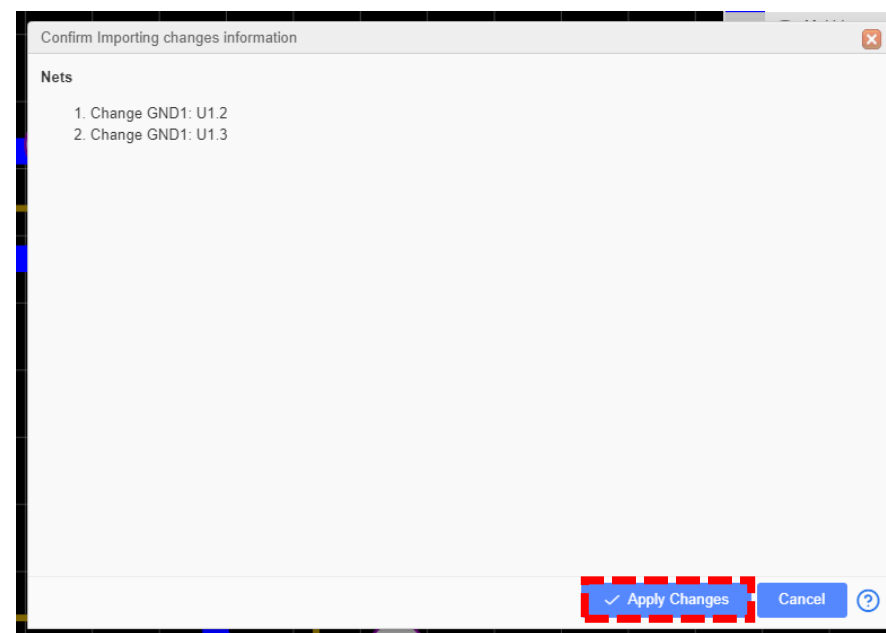 Confirm Importing changes information
Nets
1. Change GND1: U1.2
2. Change GND1: U1.3
Apply Changes
Cancel
?